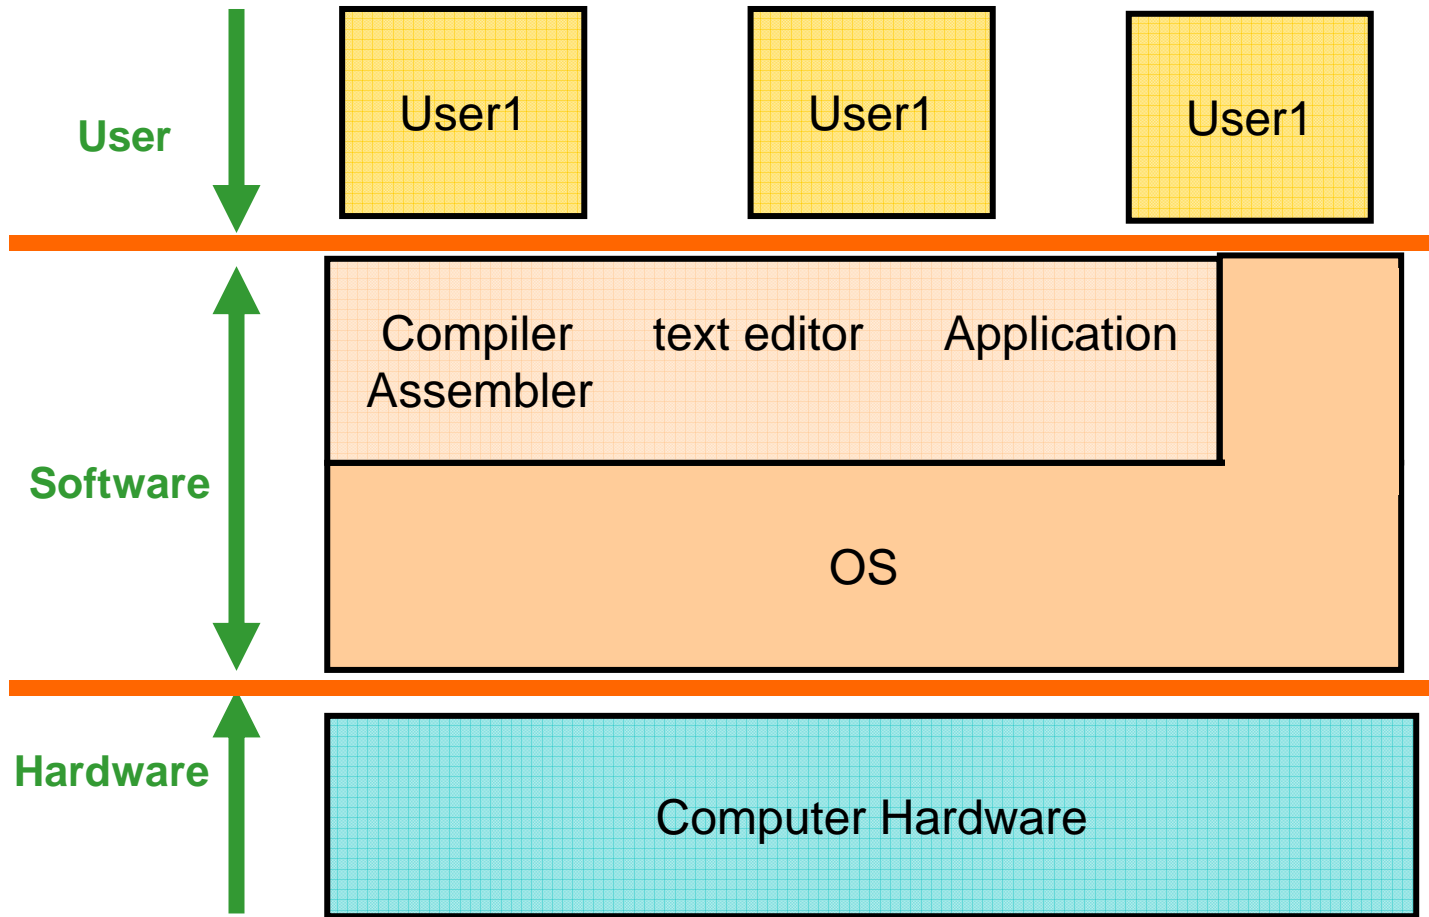 User
User1
User1
User1
Software
Compiler text editor Application
Assembler
OS
Hardware
Computer Hardware